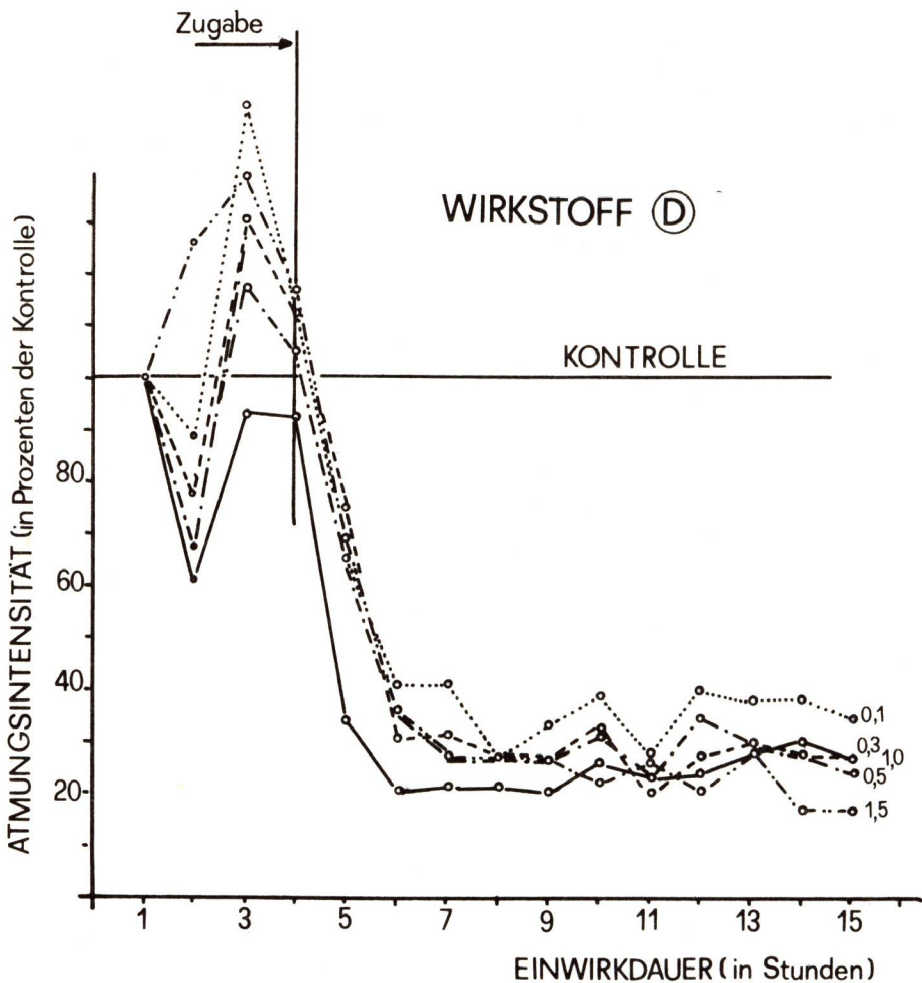 Zugabe
WIRKSTOFF Ⓓ
KONTROLLE
ATMUNGSINTENSITÄT (in Prozenten der Kontrolle)
80
60
40
20
0,1
0,3
1,0
0,5
1,5
1 3 5 7 9 11 13 15
EINWIRKDAUER (in Stunden)